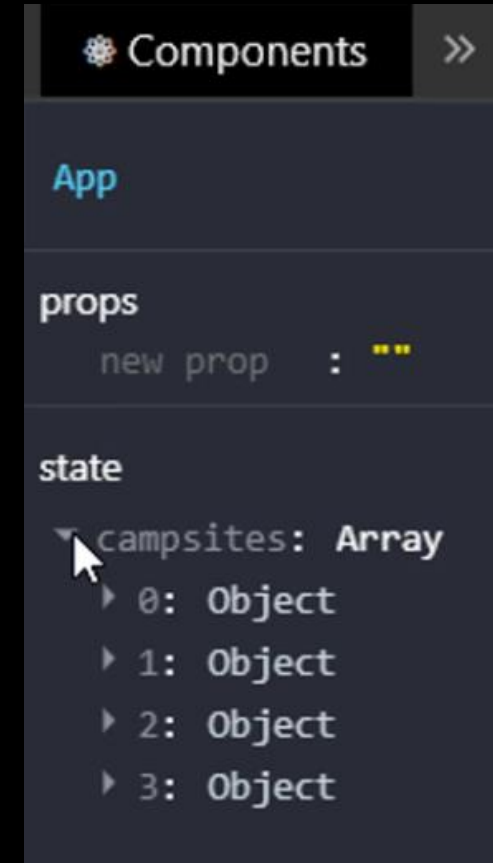 Components »
App
props
new prop : ""
state
campsites: Array
0: Object
1: Object
2: Object
3: Object